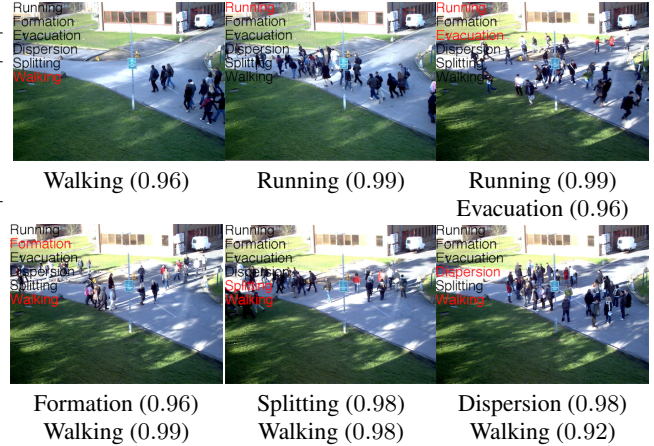 Running
Formation
Evacuation
Dispersion
Splitting
Walking
Running
Formation
Evacuation
Dispersion
Splitting
Walking
Running
Formation
Evacuation
Dispersion
Splitting
Walking
Walking (0.96)
Running (0.99)
Running (0.99)
Evacuation (0.96)
Running
Formation
Evacuation
Dispersion
Splitting
Walking
Running
Formation
Evacuation
Dispersion
Splitting
Walking
Running
Formation
Evacuation
Dispersion
Splitting
Walking
Formation (0.96)
Walking (0.99)
Splitting (0.98)
Walking (0.98)
Dispersion (0.98)
Walking (0.92)